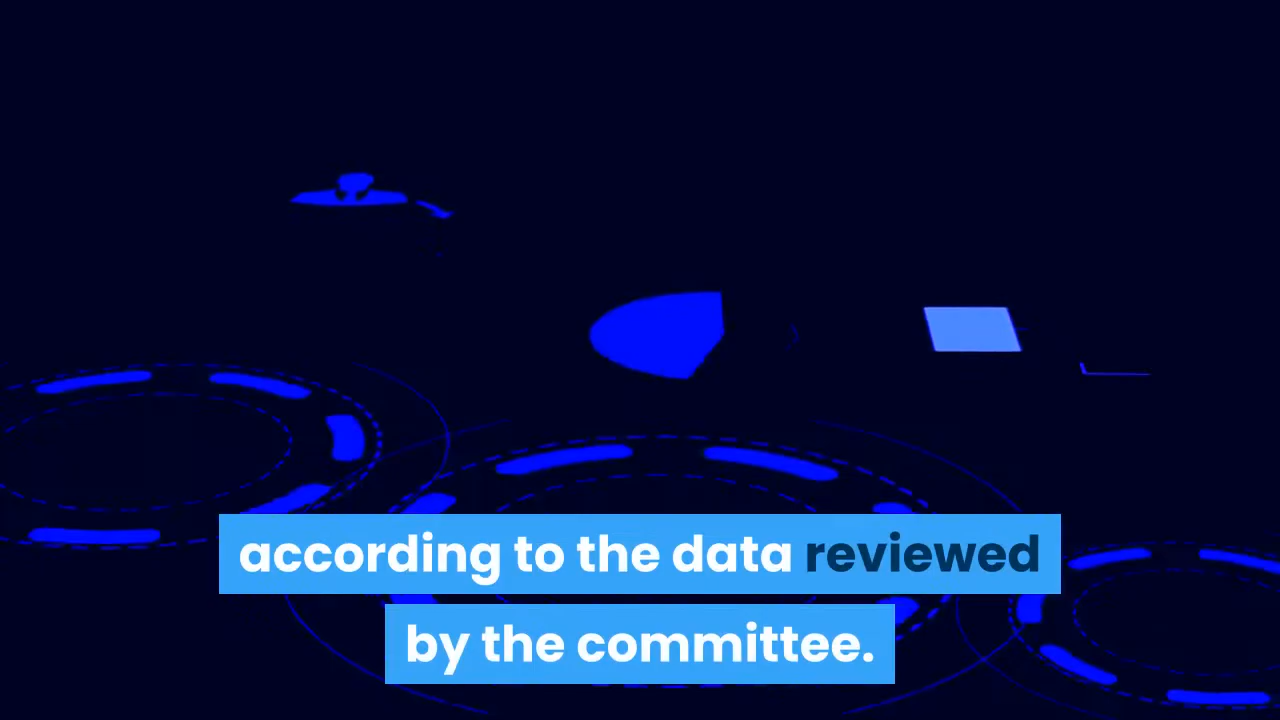 according to the data reviewed
by the committee.